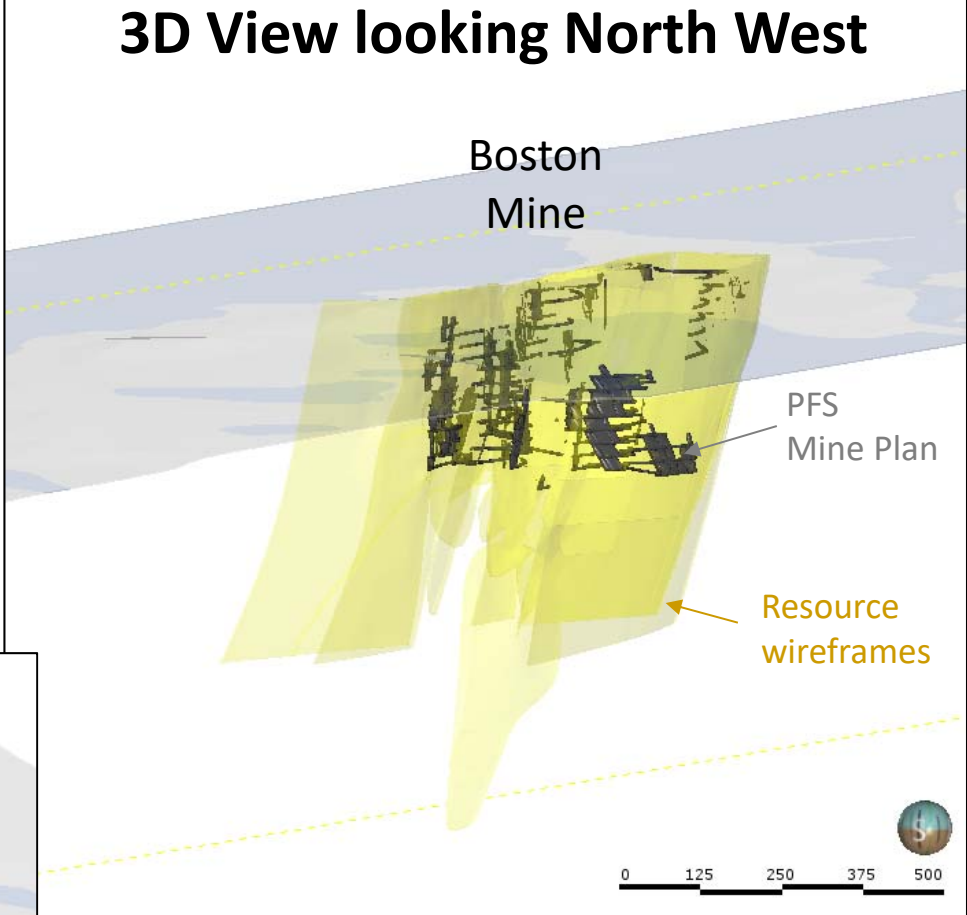 3D View looking North West
Boston
Mine
PFS
Mine Plan
Resource
wireframes
S
0 125 250 375 500